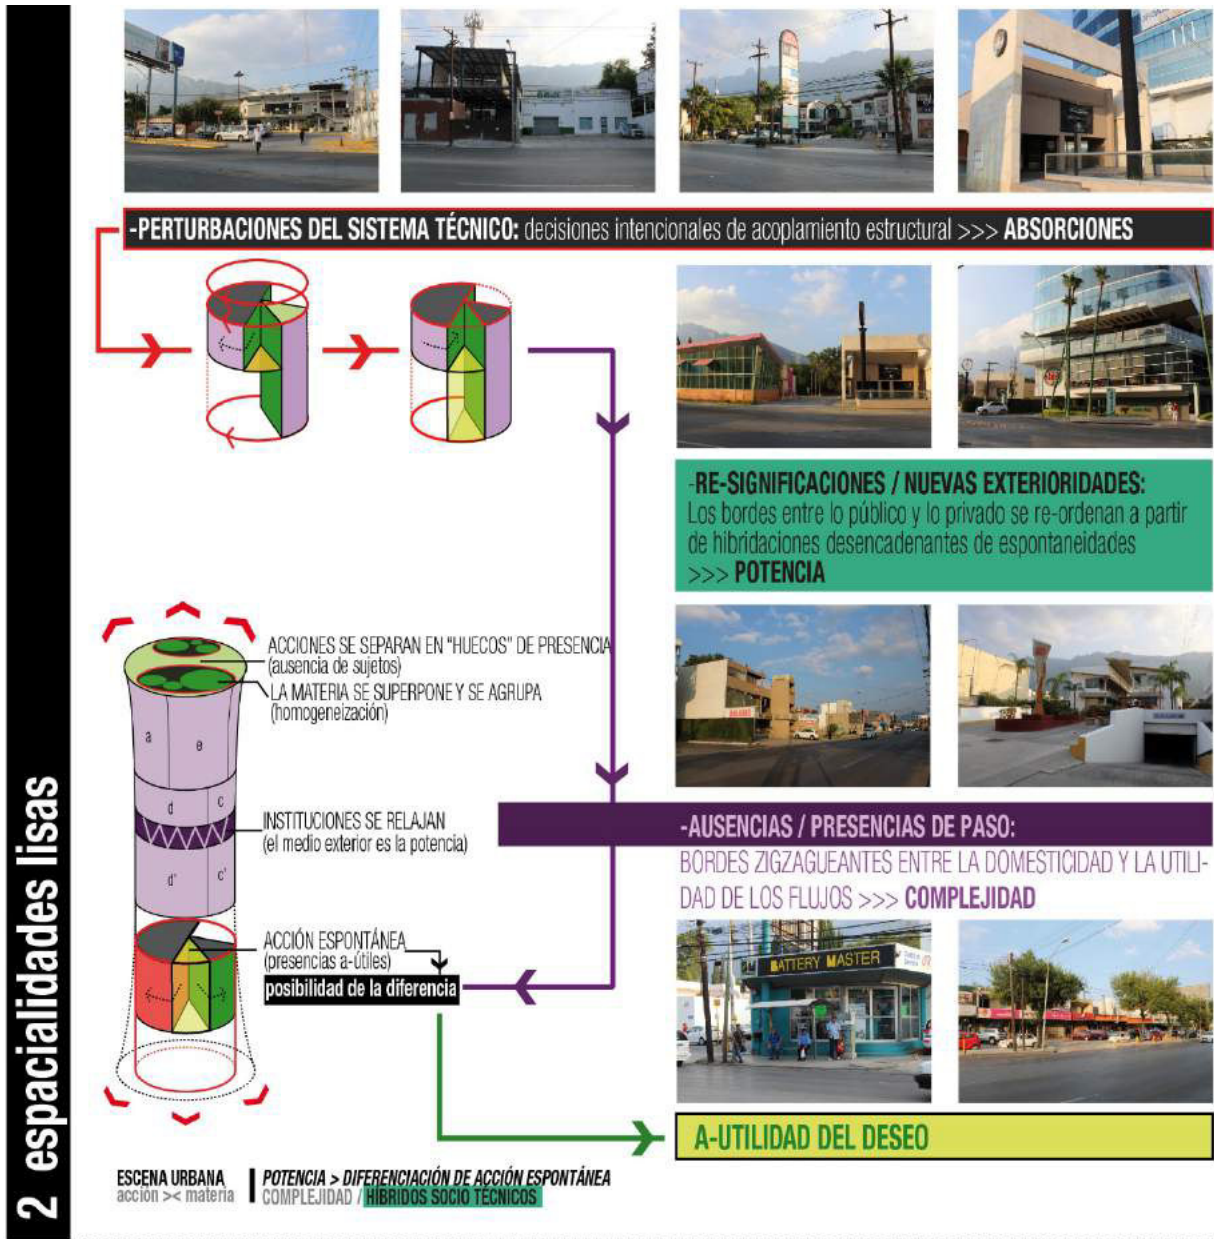 2 espacialidades lisas
-PERTURBACIONES DEL SISTEMA TÉCNICO: decisiones intencionales de acoplamiento estructural >>> ABSORCIONES
-RE-SIGNIFICACIONES / NUEVAS EXTERIORIDADES:
Los bordes entre lo público y lo privado se re-ordenan a partir
de hibridaciones desencadenantes de espontaneidades
>>> POTENCIA
ACCIONES SE SEPARAN EN "HUECOS" DE PRESENCIA
(ausencia de sujetos)
LA MATERIA SE SUPERPONE Y SE AGRUPA
(homogeneización)
a
e
d
c
INSTITUCIONES SE RELAJAN
(el medio exterior es la potencia)
d'
c'
-AUSENCIAS / PRESENCIAS DE PASO:
BORDES ZIGZAGUEANTES ENTRE LA DOMESTICIDAD Y LA UTILI-
DAD DE LOS FLUJOS >>> COMPLEJIDAD
ACCIÓN ESPONTÁNEA
(presencias a-útiles)
posibilidad de la diferencia
BATTERY MASTER
A-UTILIDAD DEL DESEO
ESCENA URBANA
acción >< materia
POTENCIA > DIFERENCIACIÓN DE ACCIÓN ESPONTÁNEA
COMPLEJIDAD / HÍBRIDOS SOCIO TÉCNICOS